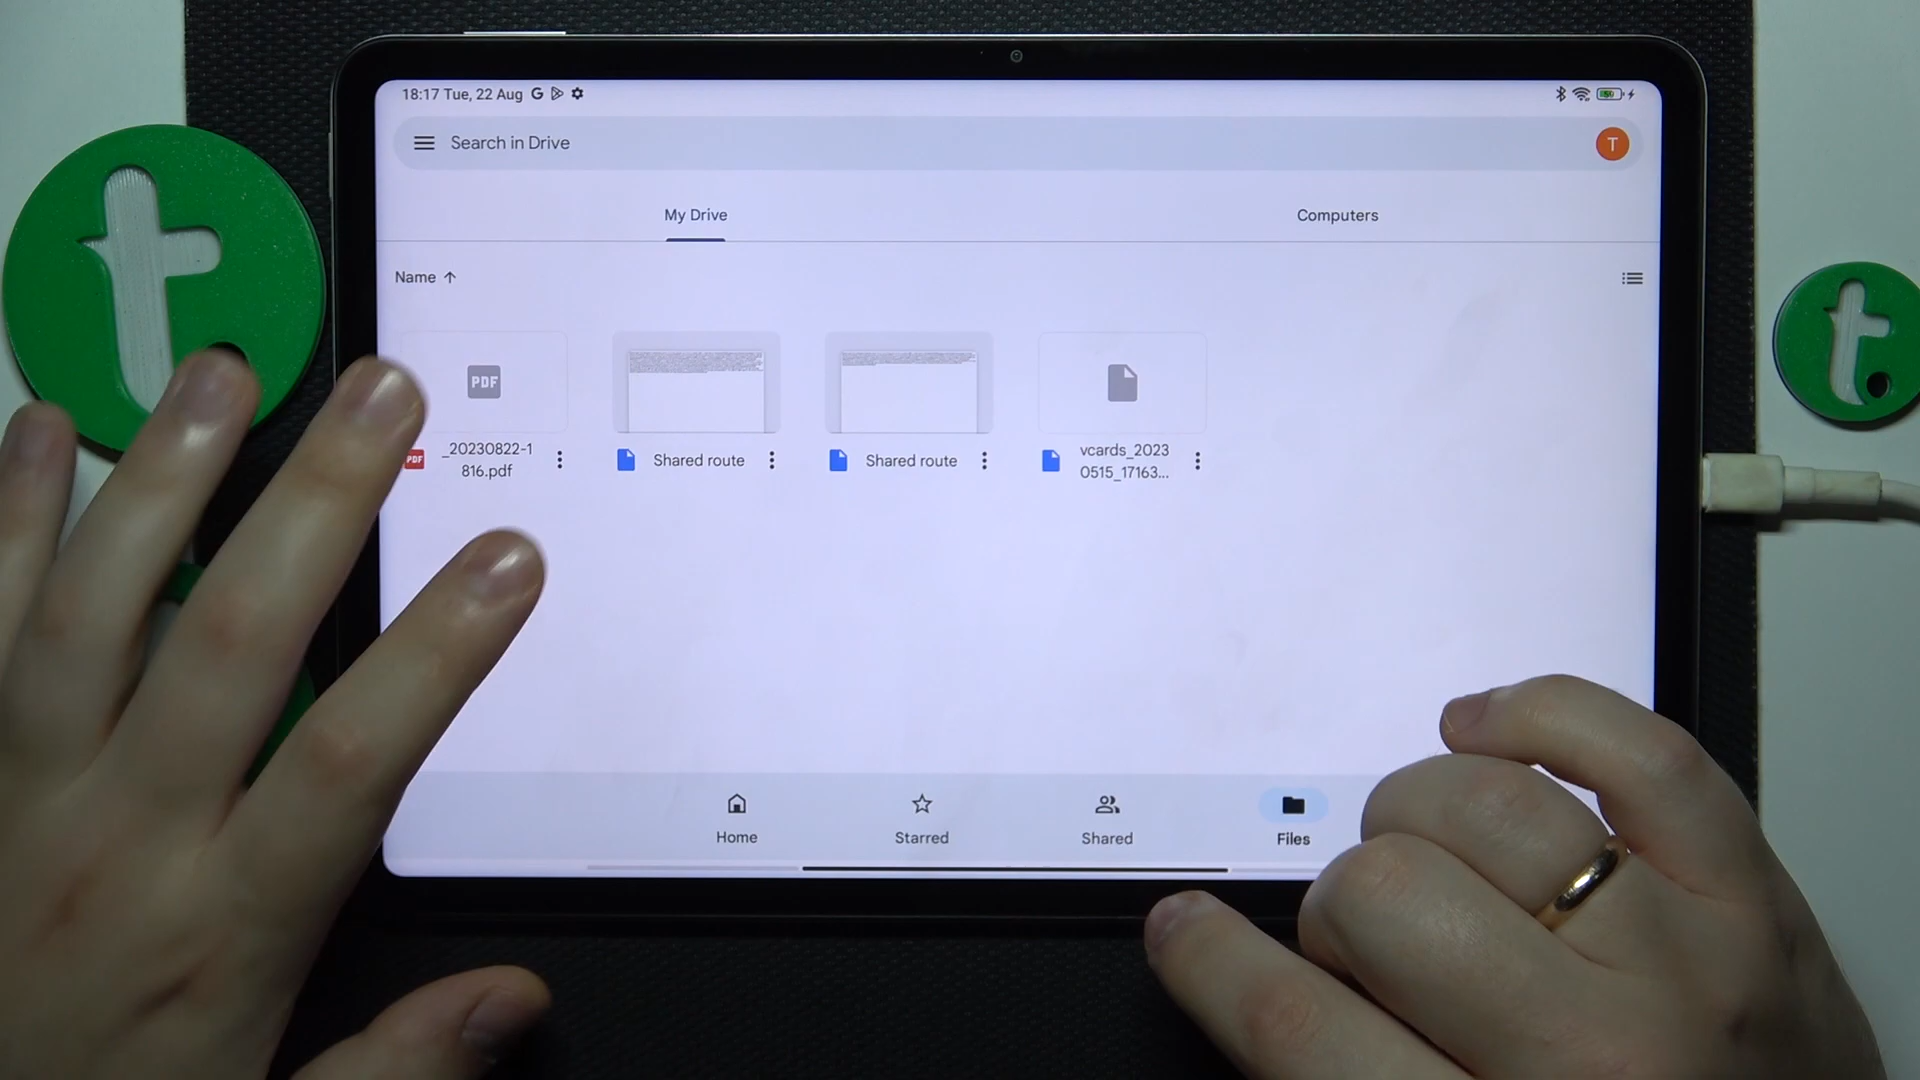 18:17 Tue, 22 Aug
Search in Drive
T
My Drive
Computers
Name
PDF
PDF
_20230822-1
816.pdf
Shared route
Shared route
vcards_2023
0515_17163...
Home
Starred
Shared
Files
t
t